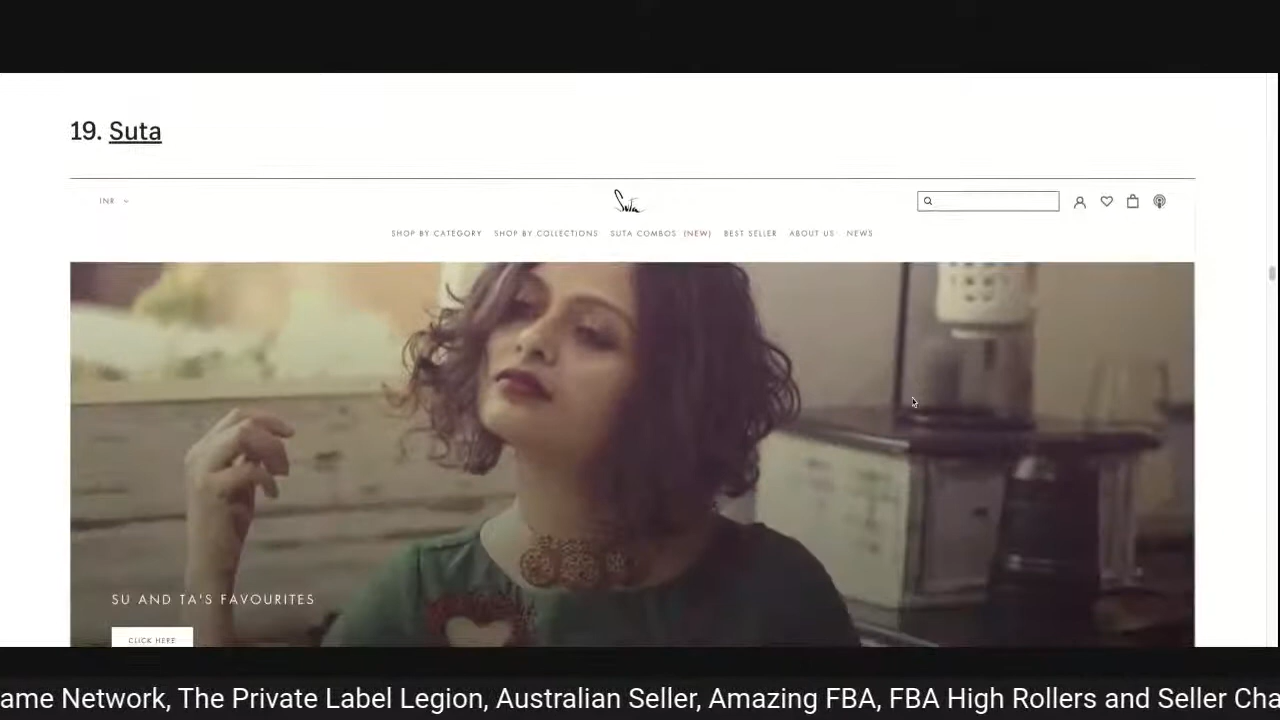 19. Suta
INR
Suta
SHOP BY CATEGORY SHOP BY COLLECTIONS SUTA COMBOS (NEW) BEST SELLER ABOUT US NEWS
SU AND TA'S FAVOURITES
CLICK HERE
ame Network, The Private Label Legion, Australian Seller, Amazing FBA, FBA High Rollers and Seller Cha